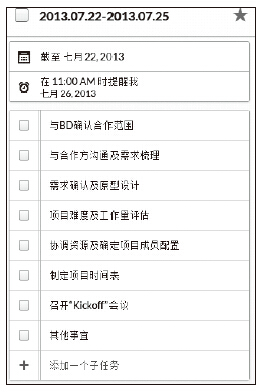 2013.07.22-2013.07.25
截至 七月22, 2013
在 11:00 AM 时提醒我
七月 26, 2013
与BD确认合作范围
与合作方沟通及需求梳理
需求确认及原型设计
项目难度及工作量评估
协调资源及确定项目成员配置
制定项目时间表
召开“Kickoff”会议
其他事宜
添加一个子任务